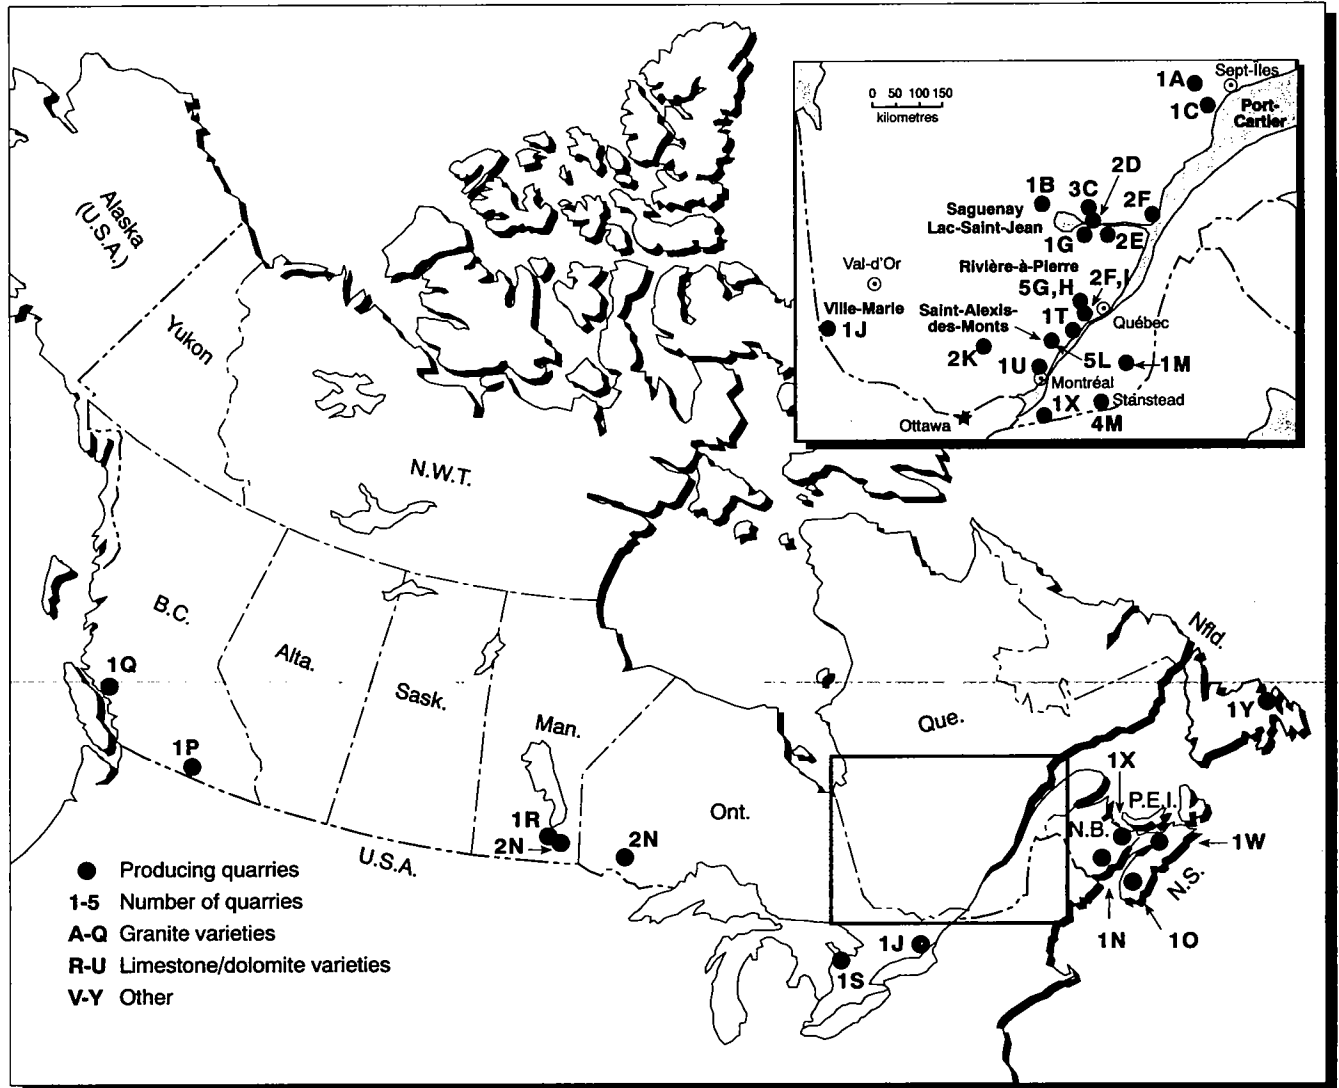 Alaska
(U.S.A.)
Yukon
N.W.T.
B.C.
Alta.
Sask.
Man.
Ont.
Que.
Nfld.
P.E.I.
N.B.
N.S.
U.S.A.
1Q
1P
1R
2N
2N
1J
1S
1X
1Y
1W
1N
1O
0 50 100 150
kilometres
1A
Sept-Îles
1C
Port-
Cartier
2D
1B
3C
2F
Saguenay
Lac-Saint-Jean
1G
2E
Val-d'Or
Rivière-à-Pierre
5G,H
2F,I
Ville-Marie
Saint-Alexis-
des-Monts
1T
Québec
1J
2K
1U
5L
1M
Montréal
1X
Stanstead
Ottawa
4M
Producing quarries
1-5 Number of quarries
A-Q Granite varieties
R-U Limestone/dolomite varieties
V-Y Other